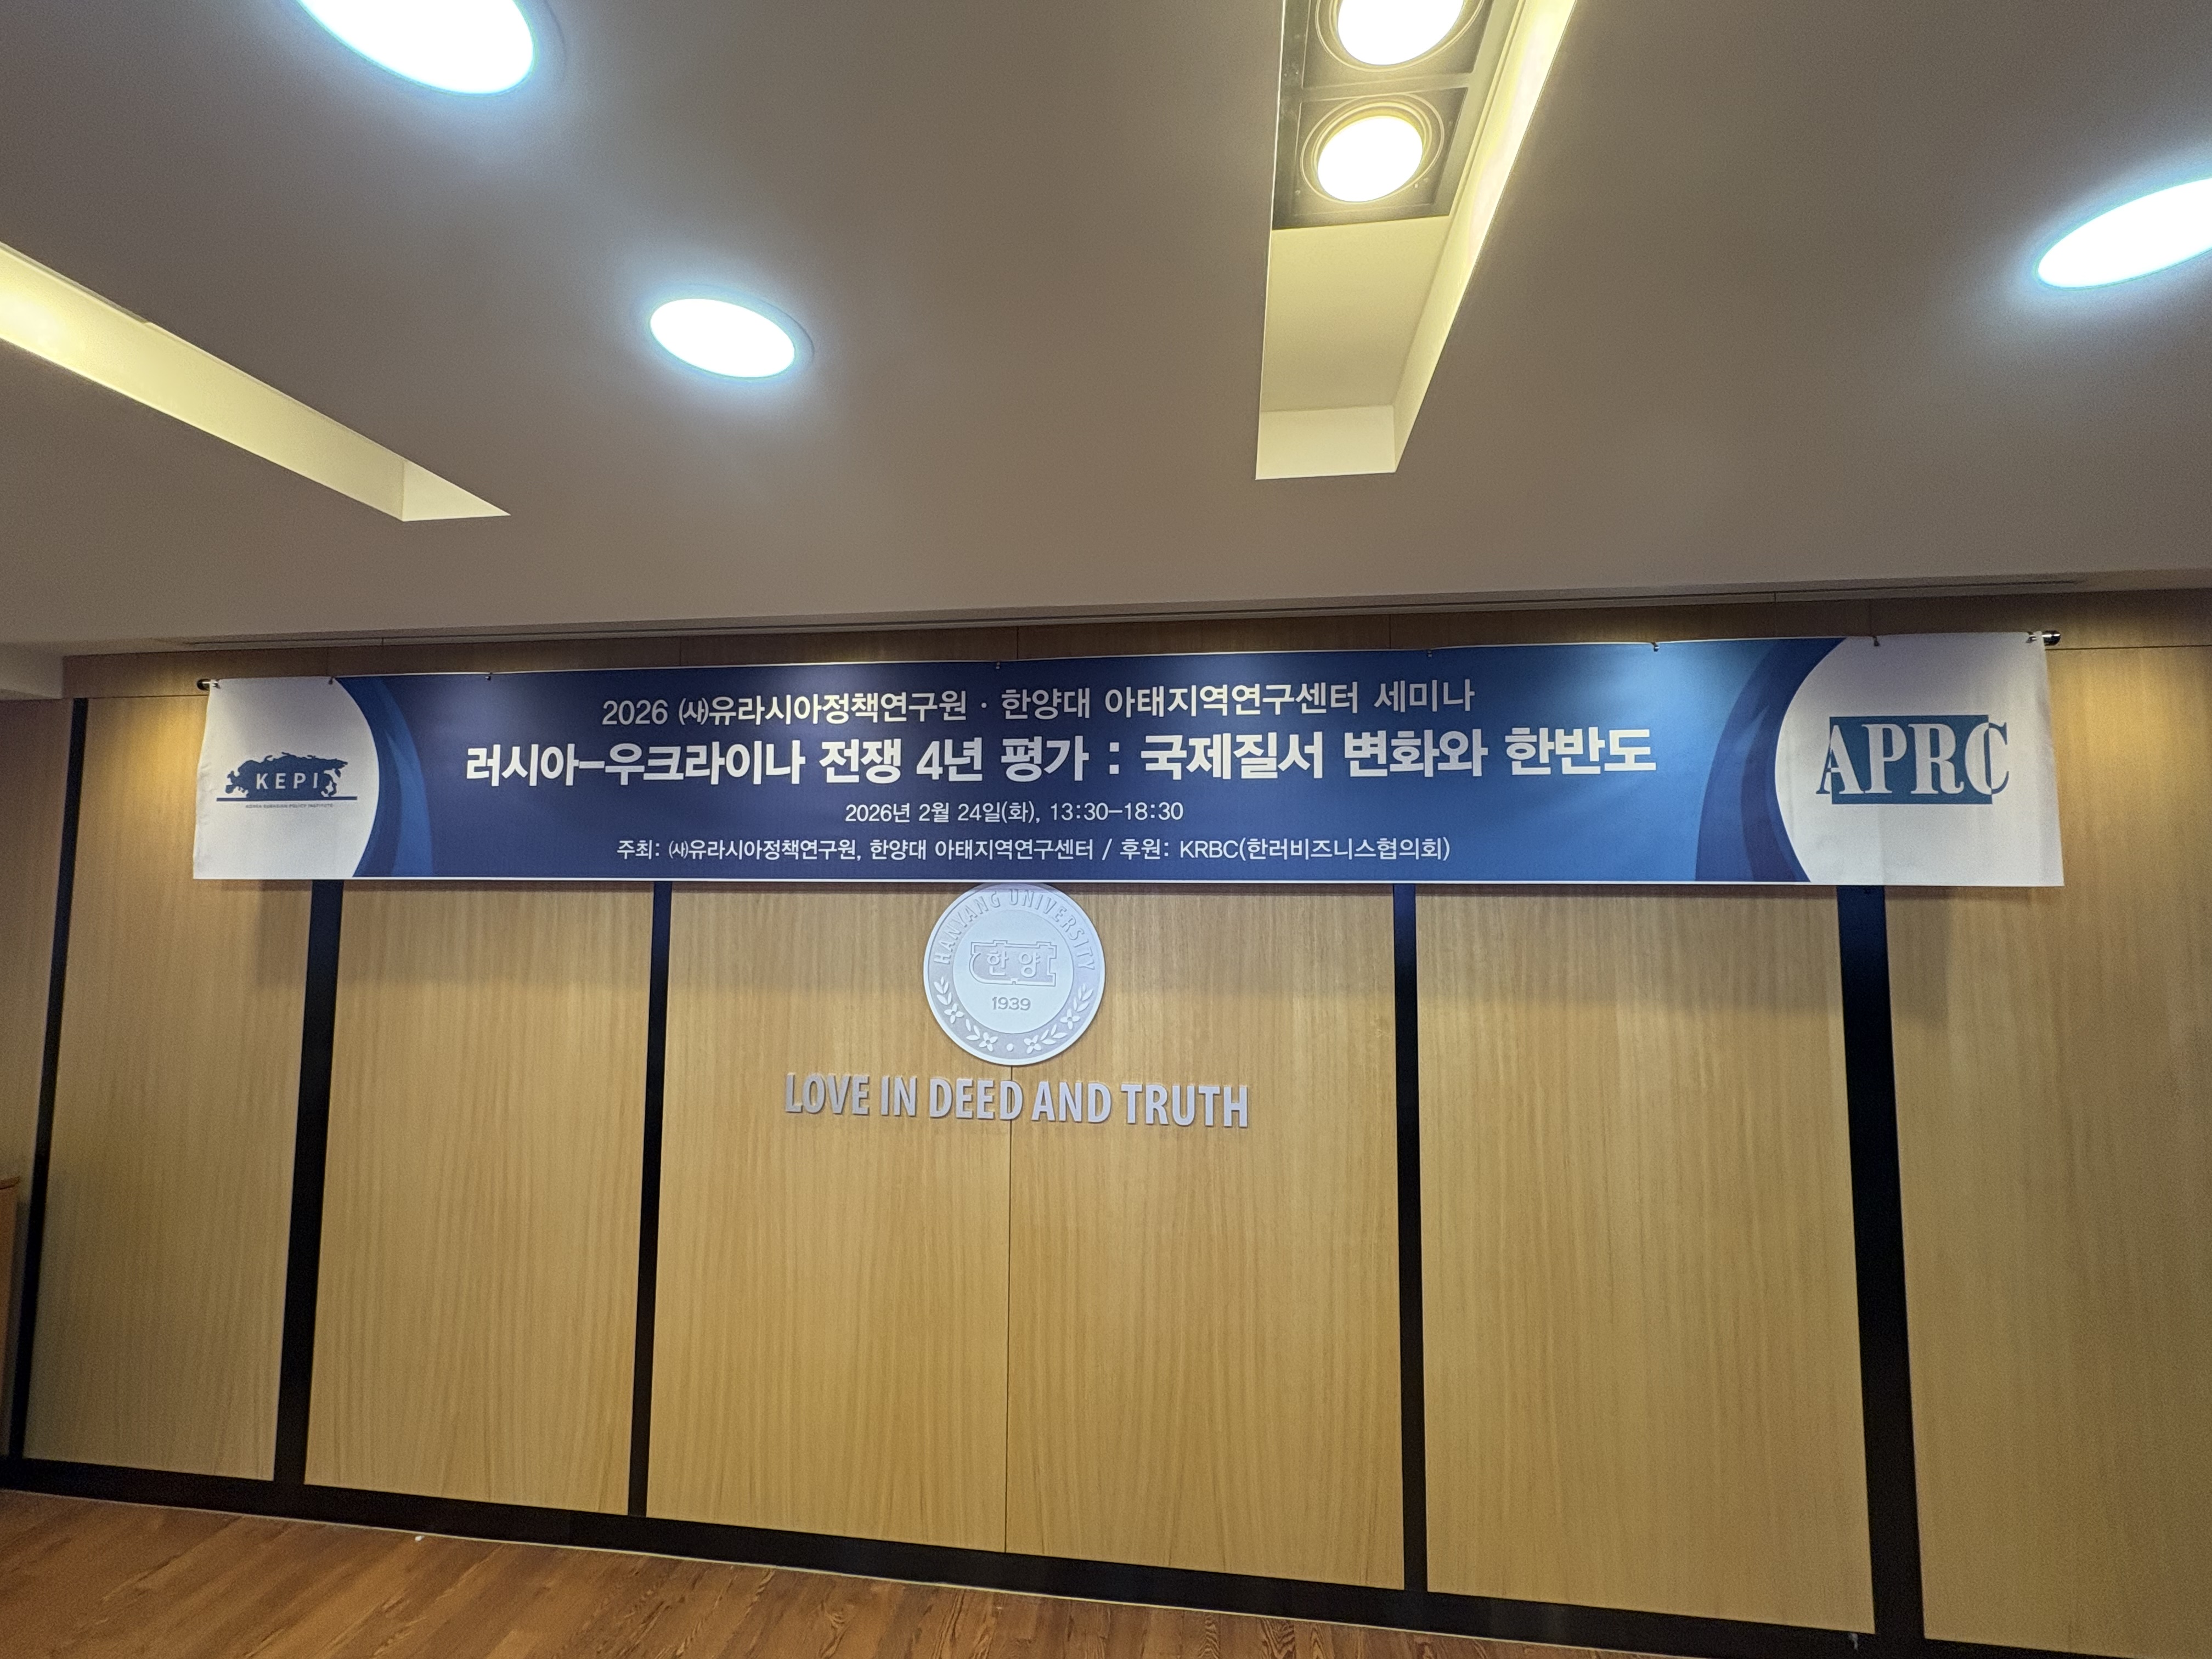 2026 ㈔유라시아정책연구원 · 한양대 아태지역연구센터 세미나
러시아-우크라이나 전쟁 4년 평가 : 국제질서 변화와 한반도
2026년 2월 24일(화), 13:30-18:30
주최: ㈔유라시아정책연구원, 한양대 아태지역연구센터 / 후원: KRBC(한러비즈니스협의회)
KEPI
KOREA EURASIAN POLICY INSTITUTE
APRC
HANYANG UNIVERSITY
한양
1939
LOVE IN DEED AND TRUTH